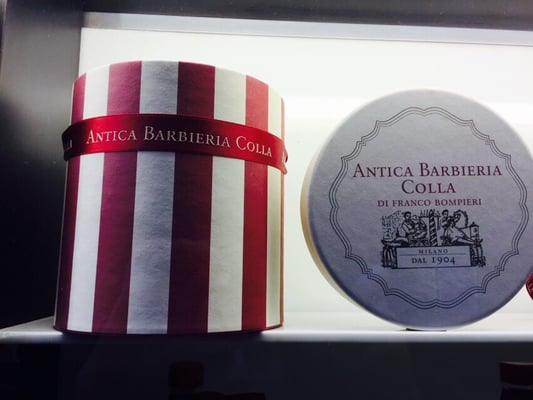 ANTICA BARBIERIA COLLA
ANTICA BARBIERIA
COLLA
DI FRANCO BOMPIERI
MILANO
DAL 1904